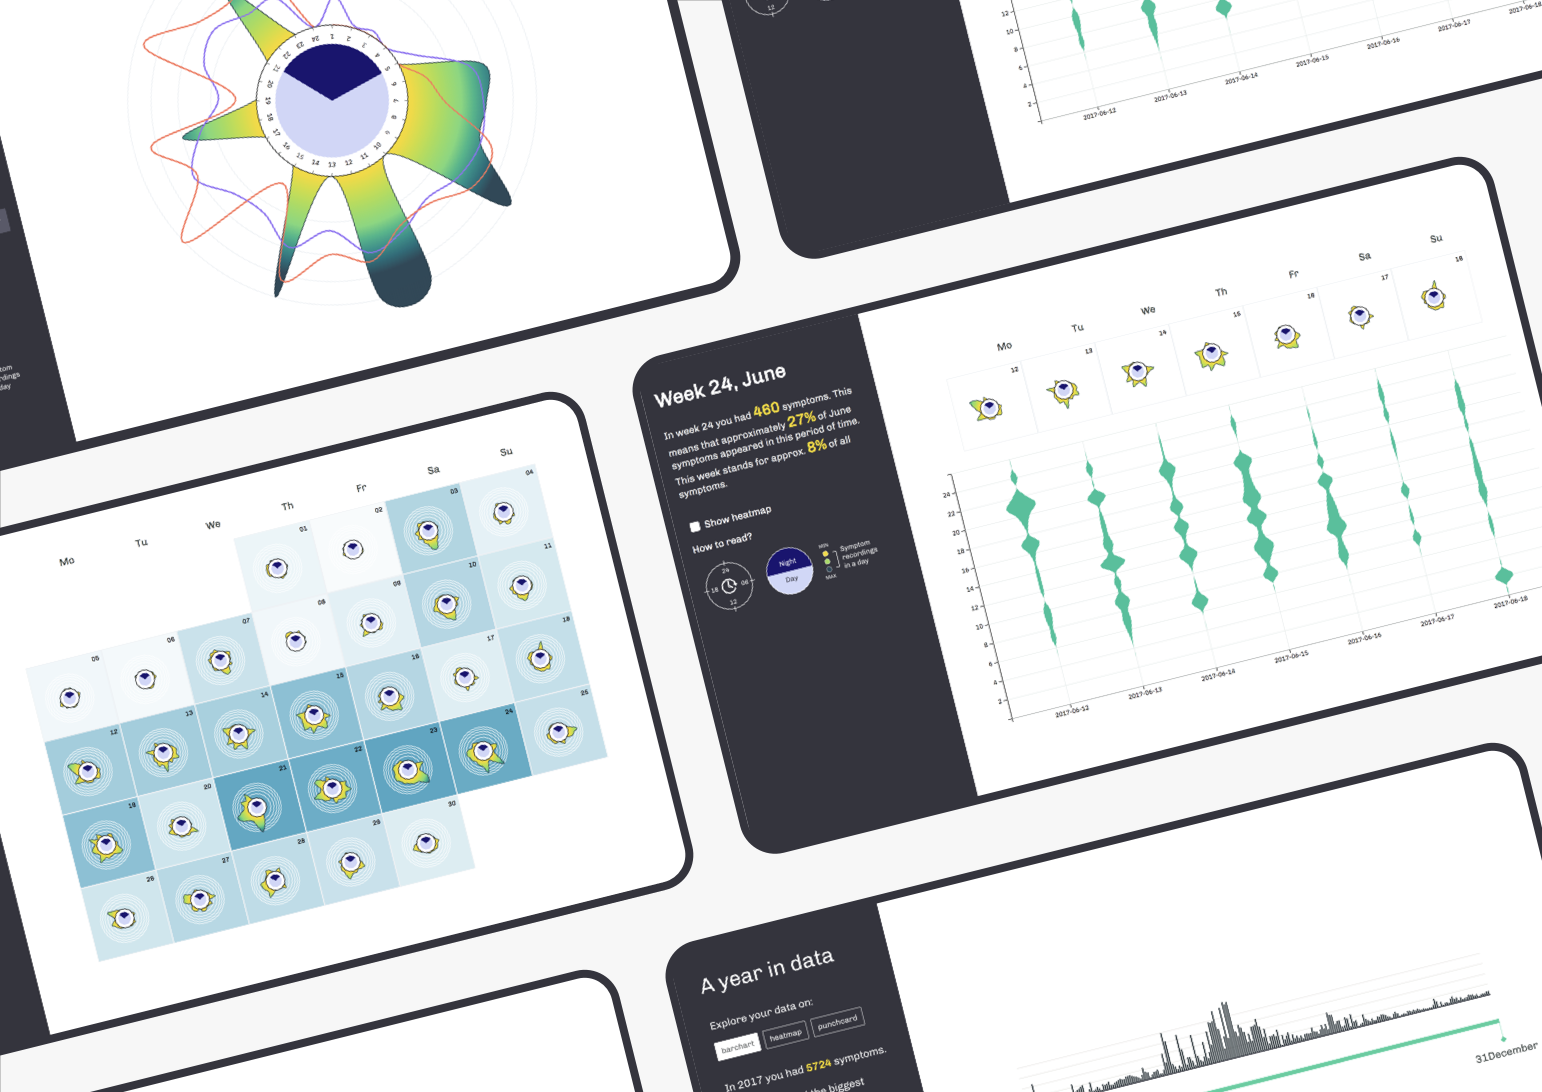 24 1 2 3 4 5 6 7 8 9 10 11 12 13 14 15 16 17 18 19 20 21 22 23
day
12
12
10
8
6
4
2
2017-06-12
2017-06-13
2017-06-14
2017-06-15
2017-06-16
2017-06-17
2017-06-18
Mo Tu We Th Fr Sa Su
01 02 03 04
05 06 07 08 09 10 11
12 13 14 15 16 17 18
19 20 21 22 23 24 25
26 27 28 29 30
Week 24, June
In week 24 you had 460 symptoms. This
means that approximately 27% of June
symptoms appeared in this period of time.
This week stands for approx. 8% of all
symptoms.
Show heatmap
How to read?
24
18 06
12
Night
Day
MIN
MAX
Symptom
recordings
in a day
Mo Tu We Th Fr Sa Su
12 13 14 15 16 17 18
24
22
20
18
16
14
12
10
8
6
4
2
2017-06-12
2017-06-13
2017-06-14
2017-06-15
2017-06-16
2017-06-17
2017-06-18
A year in data
Explore your data on:
barchart heatmap punchcard
In 2017 you had 5724 symptoms.
the biggest
31December